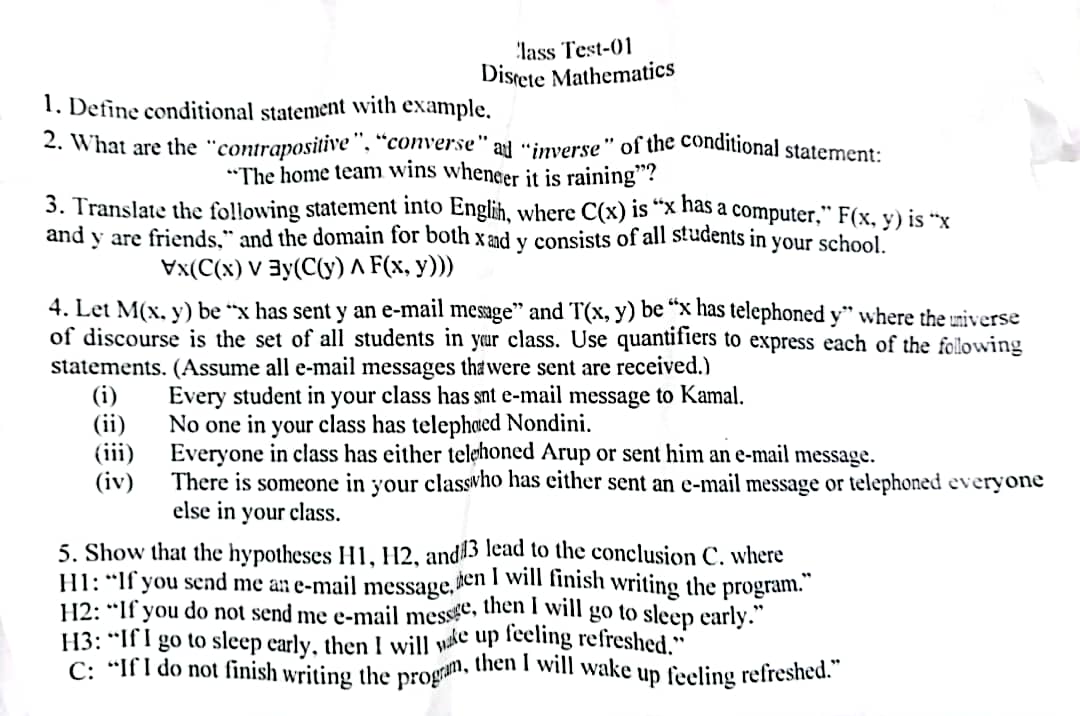 lass Test-01
Disrete Mathematics
1. Define conditional statement with example.
2. What are the "contrapositive", "converse" ad "inverse" of the conditional statement:
"The home team wins wheneer it is raining"?
3. Translate the following statement into Englih, where C(x) is "x has a computer," F(x, y) is "x
and y are friends," and the domain for both x and y consists of all students in your school.
∀x(C(x) ∨ ∃y(C(y) ∧ F(x, y)))
4. Let M(x, y) be "x has sent y an e-mail message" and T(x, y) be "x has telephoned y" where the universe
of discourse is the set of all students in your class. Use quantifiers to express each of the following
statements. (Assume all e-mail messages that were sent are received.)
(i) Every student in your class has snt e-mail message to Kamal.
(ii) No one in your class has telephoned Nondini.
(iii) Everyone in class has either telephoned Arup or sent him an e-mail message.
(iv) There is someone in your class who has either sent an e-mail message or telephoned everyone
else in your class.
5. Show that the hypotheses H1, H2, and H3 lead to the conclusion C. where
H1: "If you send me an e-mail message, then I will finish writing the program."
H2: "If you do not send me e-mail messge, then I will go to sleep early."
H3: "If I go to sleep early, then I will wake up feeling refreshed."
C: "If I do not finish writing the program, then I will wake up feeling refreshed."